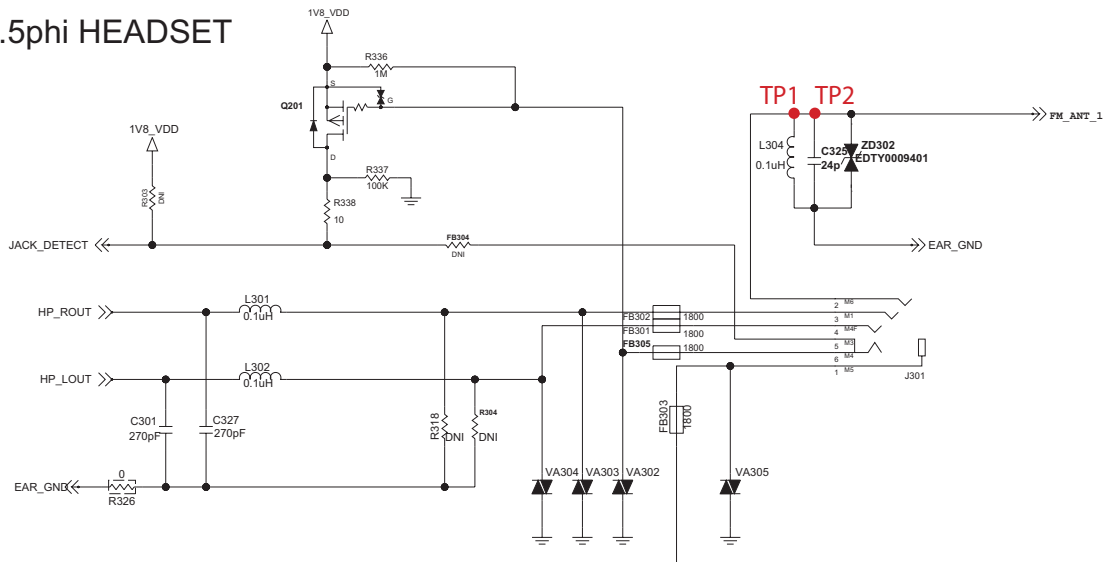 .5phi HEADSET
1V8_VDD
R336
1M
S
G
Q201
D
R337
100K
R338
10
1V8_VDD
R303
DNI
JACK_DETECT
FB304
DNI
TP1 TP2
FM_ANT_1
L304
0.1uH
C325
24p
ZD302
EDTY0009401
EAR_GND
HP_ROUT
L301
0.1uH
HP_LOUT
L302
0.1uH
FB302
1800
FB301
1800
FB305
1800
2 M6
3 M1
4 M4F
5 M3
6 M4
1 M5
J301
FB303
1800
C301
270pF
C327
270pF
R318
DNI
R304
DNI
EAR_GND
0
R326
VA304
VA303
VA302
VA305